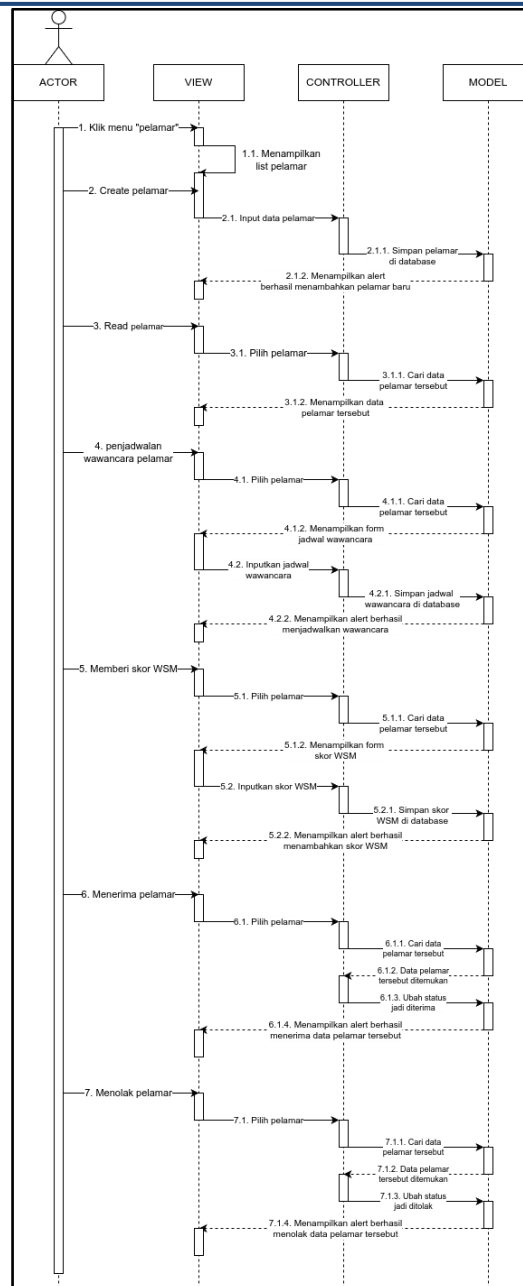 ACTOR
VIEW
CONTROLLER
MODEL
1. Klik menu "pelamar"
1.1. Menampilkan
list pelamar
2. Create pelamar
2.1. Input data pelamar
2.1.1. Simpan pelamar
di database
2.1.2. Menampilkan alert
berhasil menambahkan pelamar baru
3. Read pelamar
3.1. Pilih pelamar
3.1.1. Cari data
pelamar tersebut
3.1.2. Menampilkan data
pelamar tersebut
4. penjadwalan
wawancara pelamar
4.1. Pilih pelamar
4.1.1. Cari data
pelamar tersebut
4.1.2. Menampilkan form
jadwal wawancara
4.2. Inputkan jadwal
wawancara
4.2.1. Simpan jadwal
wawancara di database
4.2.2. Menampilkan alert berhasil
menjadwalkan wawancara
5. Memberi skor WSM
5.1. Pilih pelamar
5.1.1. Cari data
pelamar tersebut
5.1.2. Menampilkan form
skor WSM
5.2. Inputkan skor WSM
5.2.1. Simpan skor
WSM di database
5.2.2. Menampilkan alert berhasil
menambahkan skor WSM
6. Menerima pelamar
6.1. Pilih pelamar
6.1.1. Cari data
pelamar tersebut
6.1.2. Data pelamar
tersebut ditemukan
6.1.3. Ubah status
jadi diterima
6.1.4. Menampilkan alert berhasil
menerima data pelamar tersebut
7. Menolak pelamar
7.1. Pilih pelamar
7.1.1. Cari data
pelamar tersebut
7.1.2. Data pelamar
tersebut ditemukan
7.1.3. Ubah status
jadi ditolak
7.1.4. Menampilkan alert berhasil
menolak data pelamar tersebut